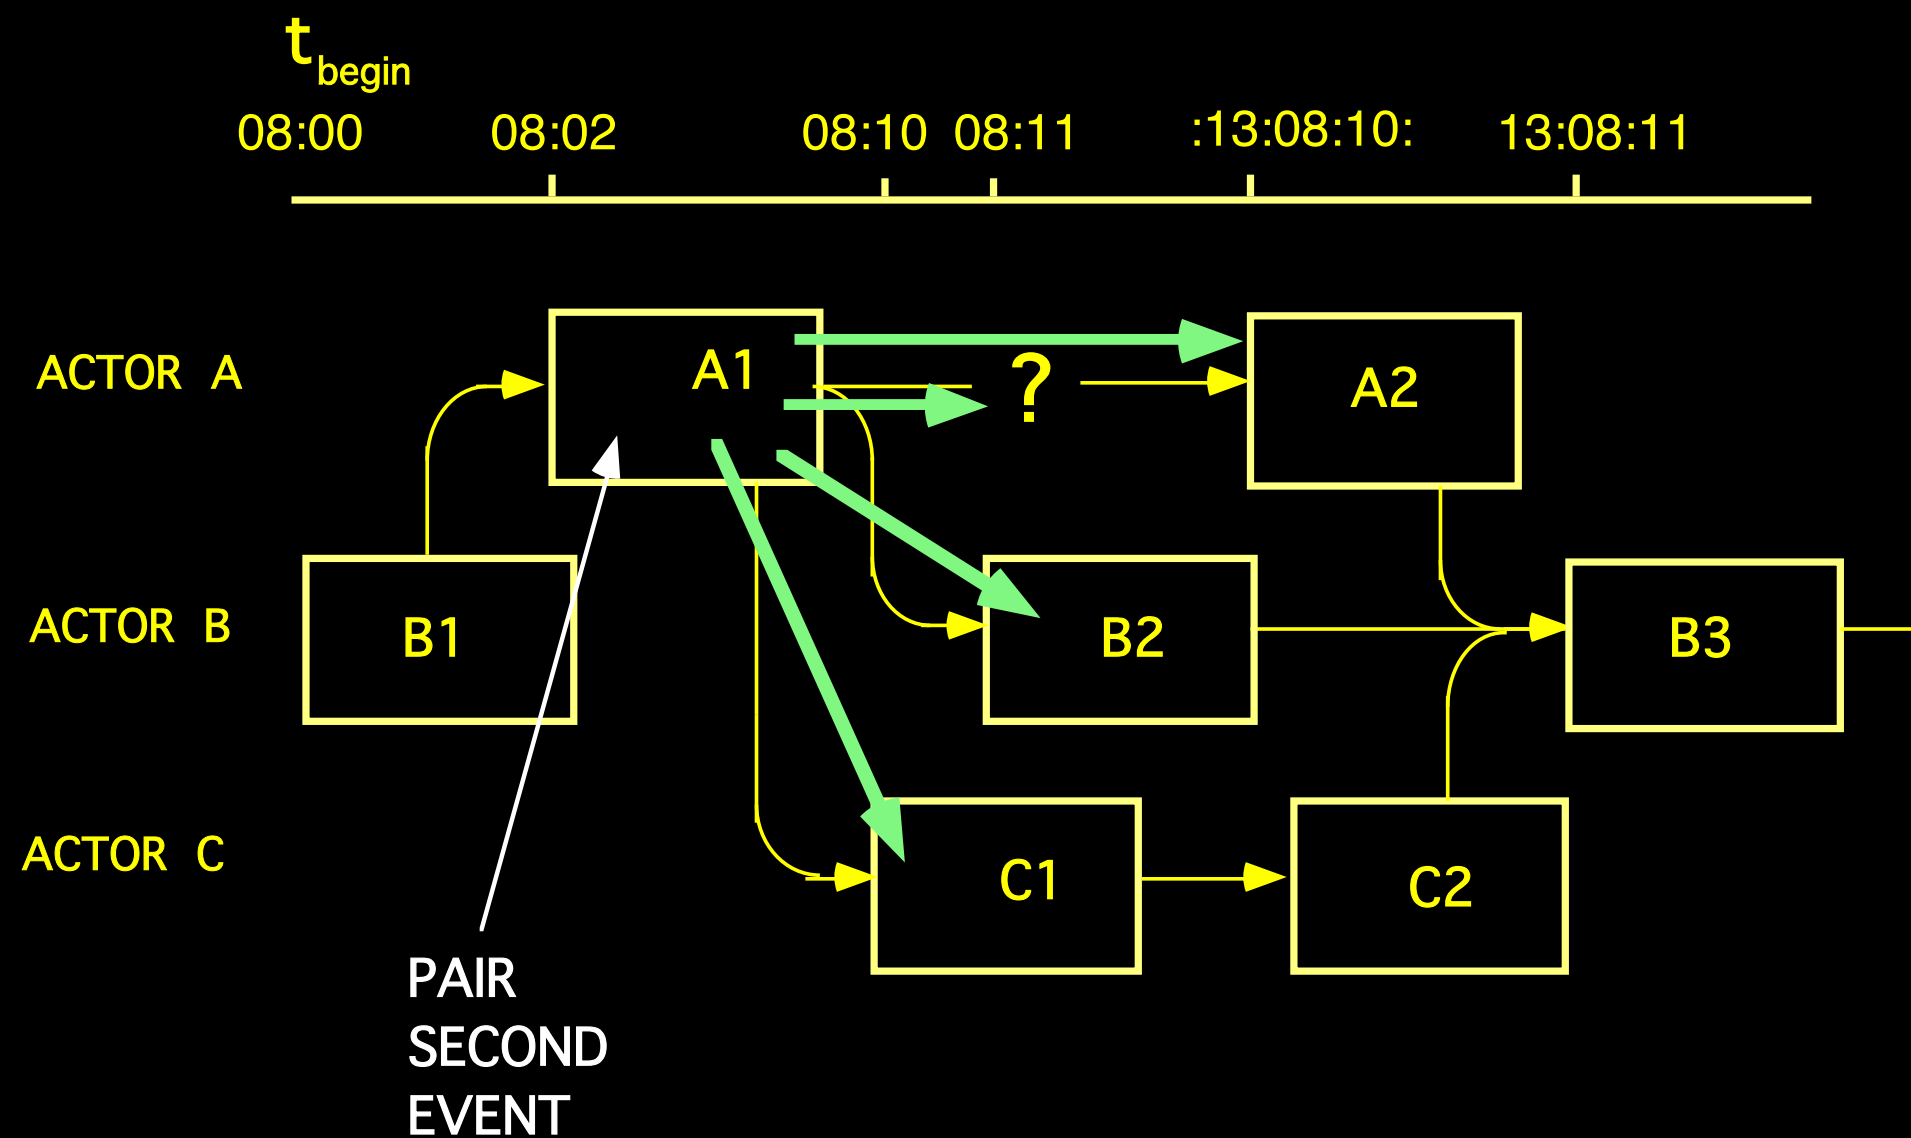 t begin
08:00 08:02 08:10 08:11 :13:08:10: 13:08:11
ACTOR A A1 ? A2
ACTOR B B1 B2 B3
ACTOR C C1 C2
PAIR
SECOND
EVENT